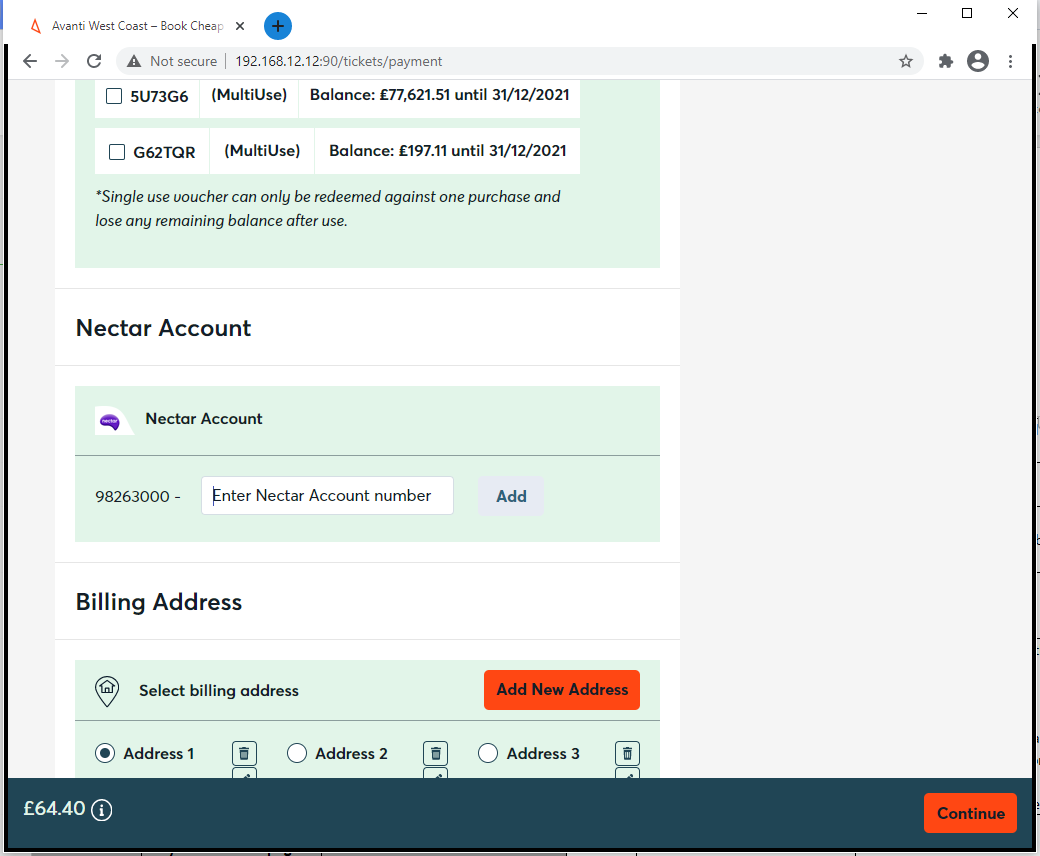 Avanti West Coast – Book Cheap
Not secure | 192.168.12.12:90/tickets/payment
5U73G6 (MultiUse) Balance: £77,621.51 until 31/12/2021
G62TQR (MultiUse) Balance: £197.11 until 31/12/2021
*Single use voucher can only be redeemed against one purchase and
lose any remaining balance after use.
Nectar Account
nectar Nectar Account
98263000 - Enter Nectar Account number Add
Billing Address
Select billing address Add New Address
Address 1 Address 2 Address 3
£64.40 Continue